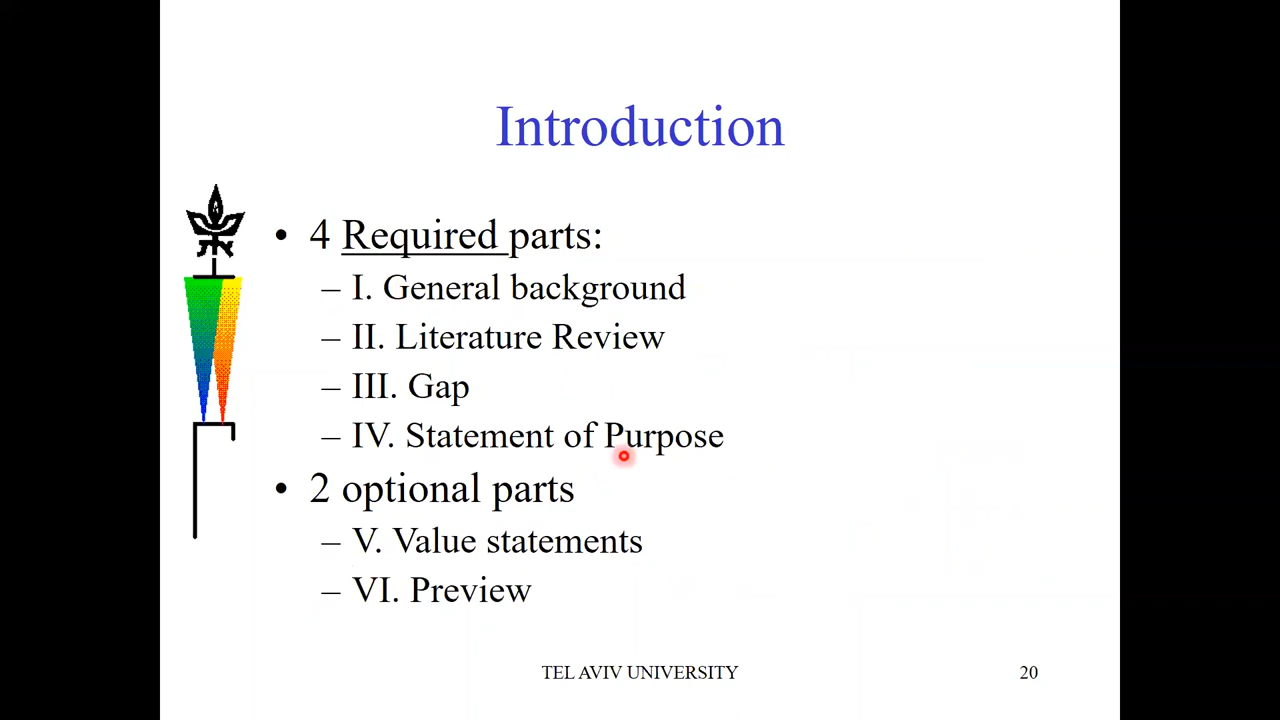 Introduction
• 4 Required parts:
– I. General background
– II. Literature Review
– III. Gap
– IV. Statement of Purpose
• 2 optional parts
– V. Value statements
– VI. Preview
TEL AVIV UNIVERSITY
20